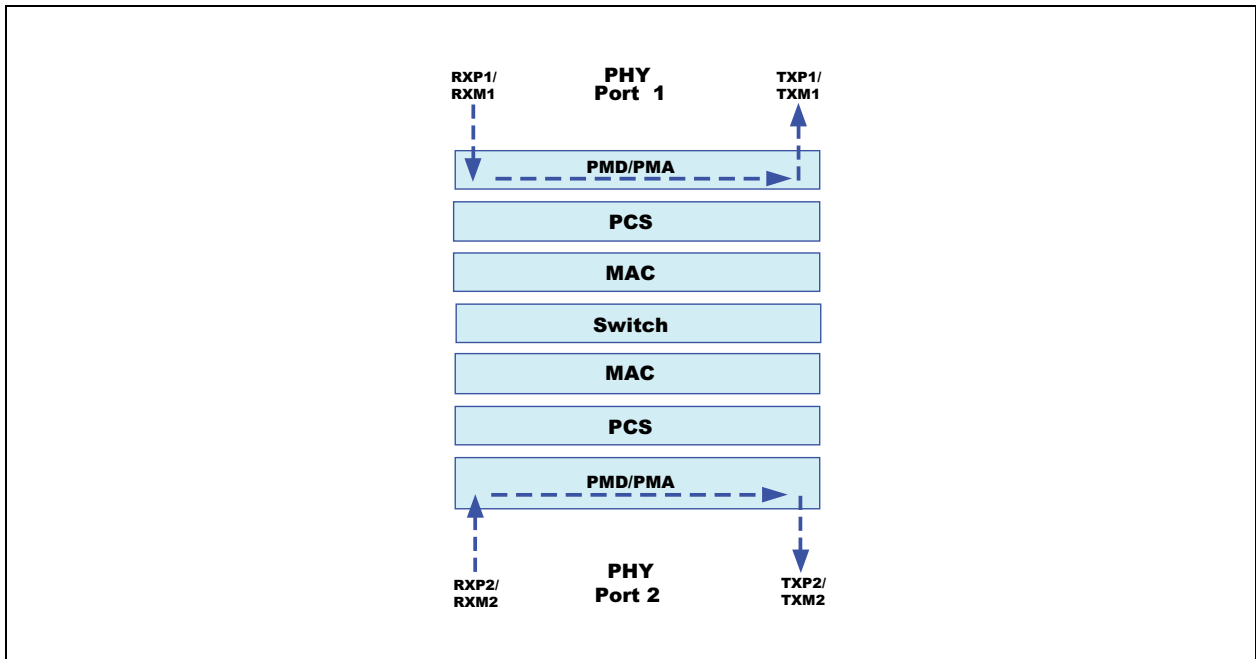 RXP1/
RXM1
PHY
Port 1
TXP1/
TXM1
PMD/PMA
PCS
MAC
Switch
MAC
PCS
PMD/PMA
RXP2/
RXM2
PHY
Port 2
TXP2/
TXM2